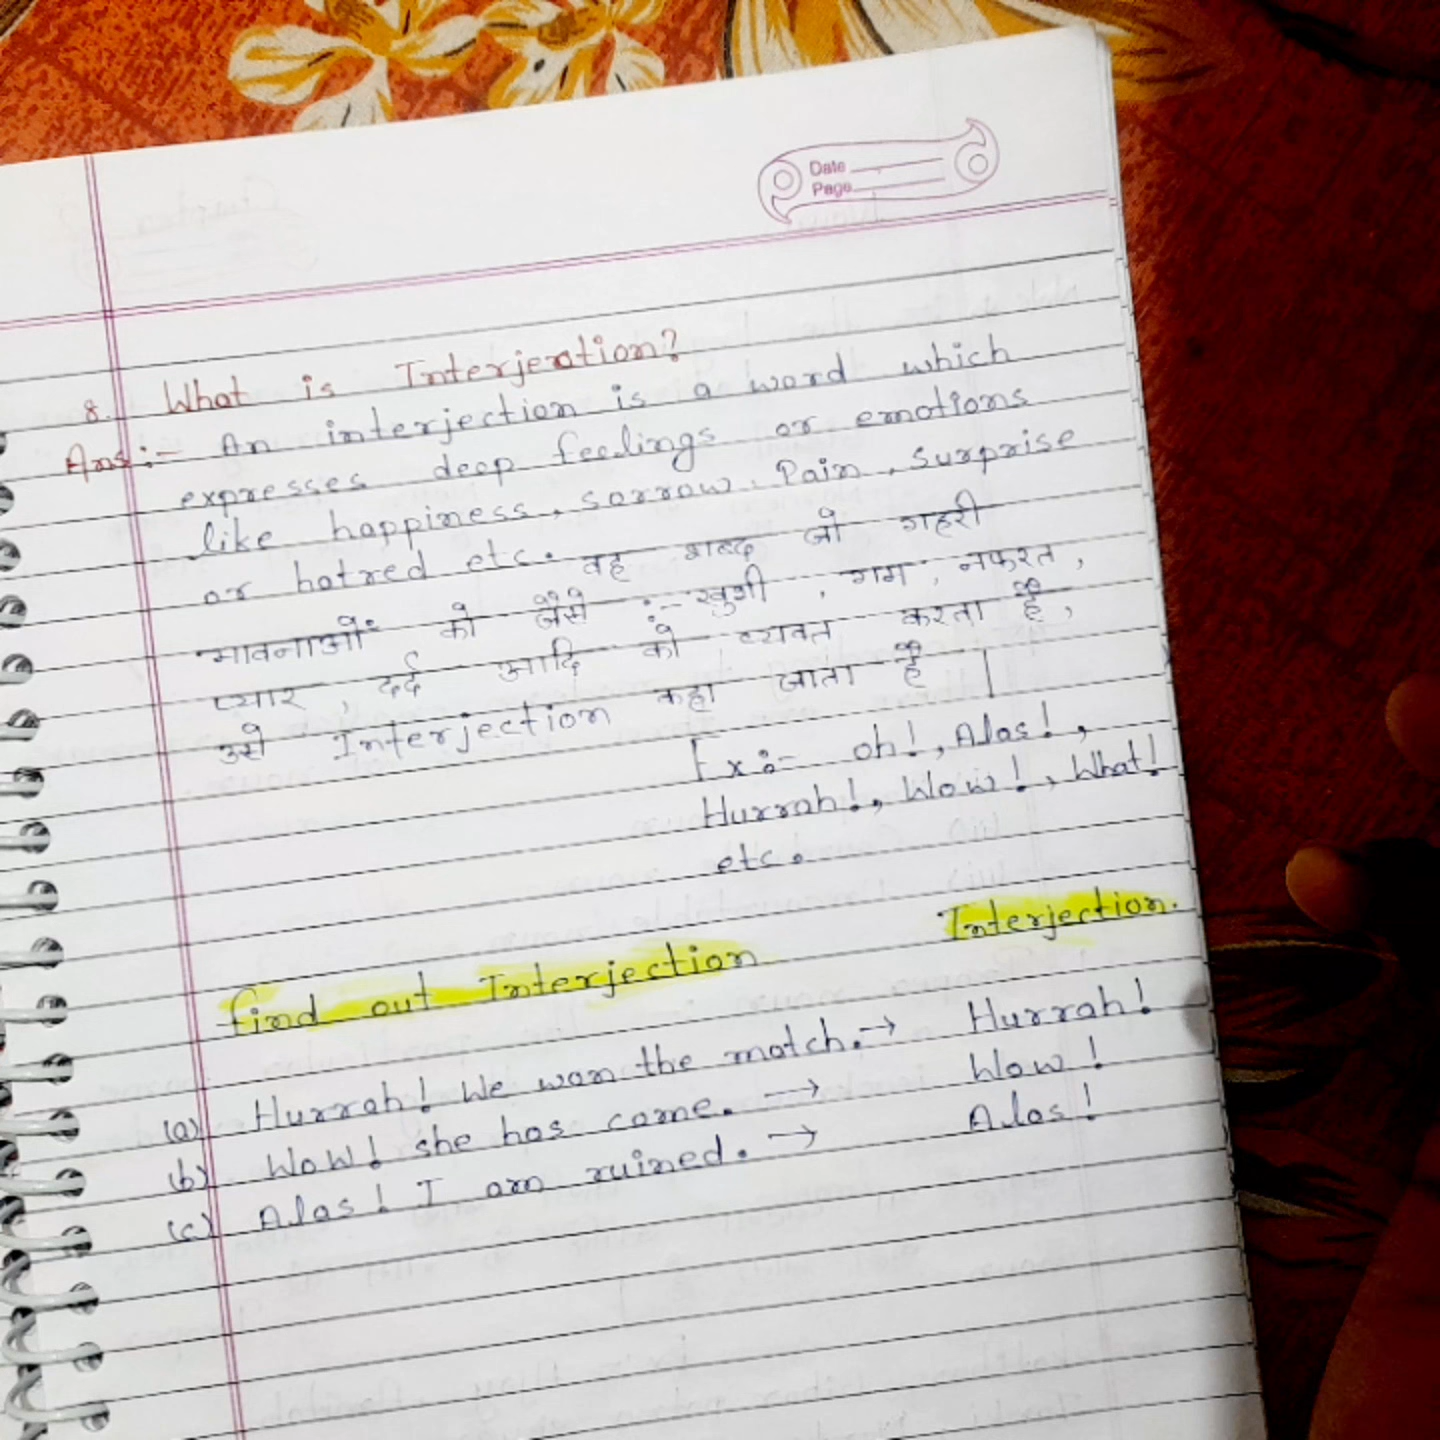 Date
Page
8. What is Interjection?
Ans:- An interjection is a word which
expresses deep feelings or emotions
like happiness, sorrow, Pain, surprise
or hatred etc. वह शब्द जो गहरी
भावनाओं को जैसे :- खुशी, गम, नफरत,
प्यार, दर्द आदि को व्यक्त करता है,
उसे Interjection कहा जाता है |
Ex:- oh!, Alas!,
Hurrah!, Wow!, What!
etc.
find out Interjection Interjection.
(a) Hurrah! We won the match. → Hurrah!
(b) WoW! she has come. → Wow!
(c) Alas! I am ruined. → Alas!